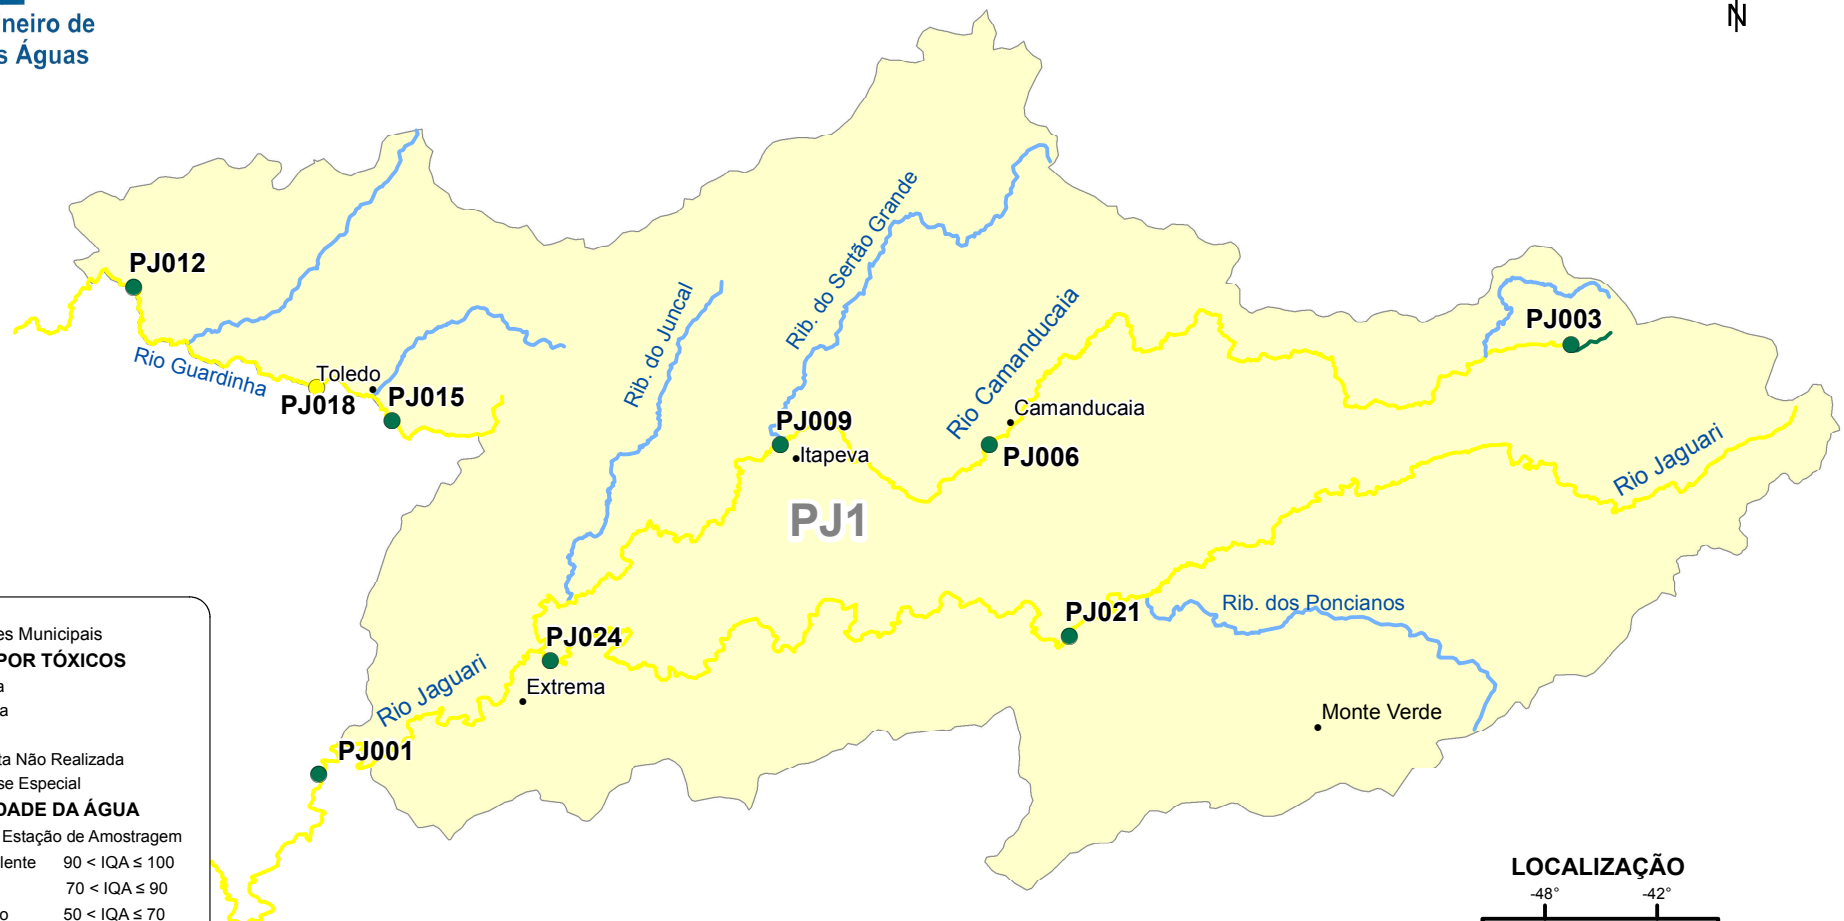 neiro de
s Águas
N
PJ012
Rio Guardinha
Toledo
PJ018
PJ015
Rib. do Juncal
Rib. do Sertão Grande
PJ009
Itapeva
Rio Camanducaia
Camanducaia
PJ006
PJ003
Rio Jaguari
PJ1
PJ021
Rib. dos Poncianos
PJ024
Extrema
Rio Jaguari
Monte Verde
PJ001
es Municipais
POR TÓXICOS
a
a
ta Não Realizada
se Especial
DADE DA ÁGUA
Estação de Amostragem
lente 90 < IQA ≤ 100
70 < IQA ≤ 90
o 50 < IQA ≤ 70
LOCALIZAÇÃO
-48° -42°